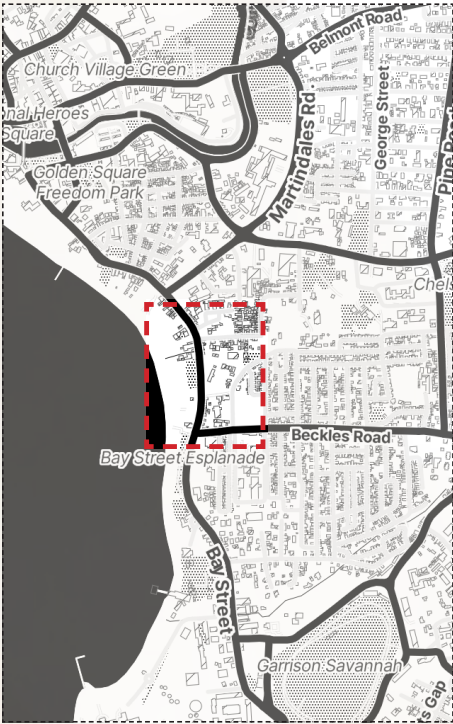 Belmont Road
Church Village Green
nal Heroes
Square
George Street
Martindales Rd.
Pine Road
Golden Square
Freedom Park
Chel
Beckles Road
Bay Street Esplanade
Bay Street
Garrison Savannah
s Gap